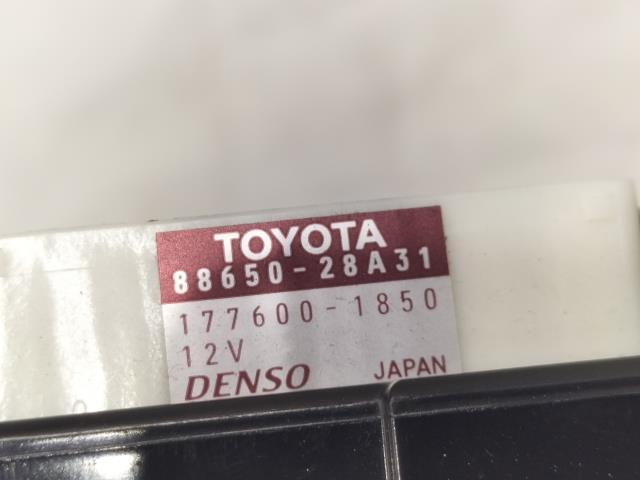 TOYOTA
88650-28A31
177600-1850
12V
DENSO JAPAN